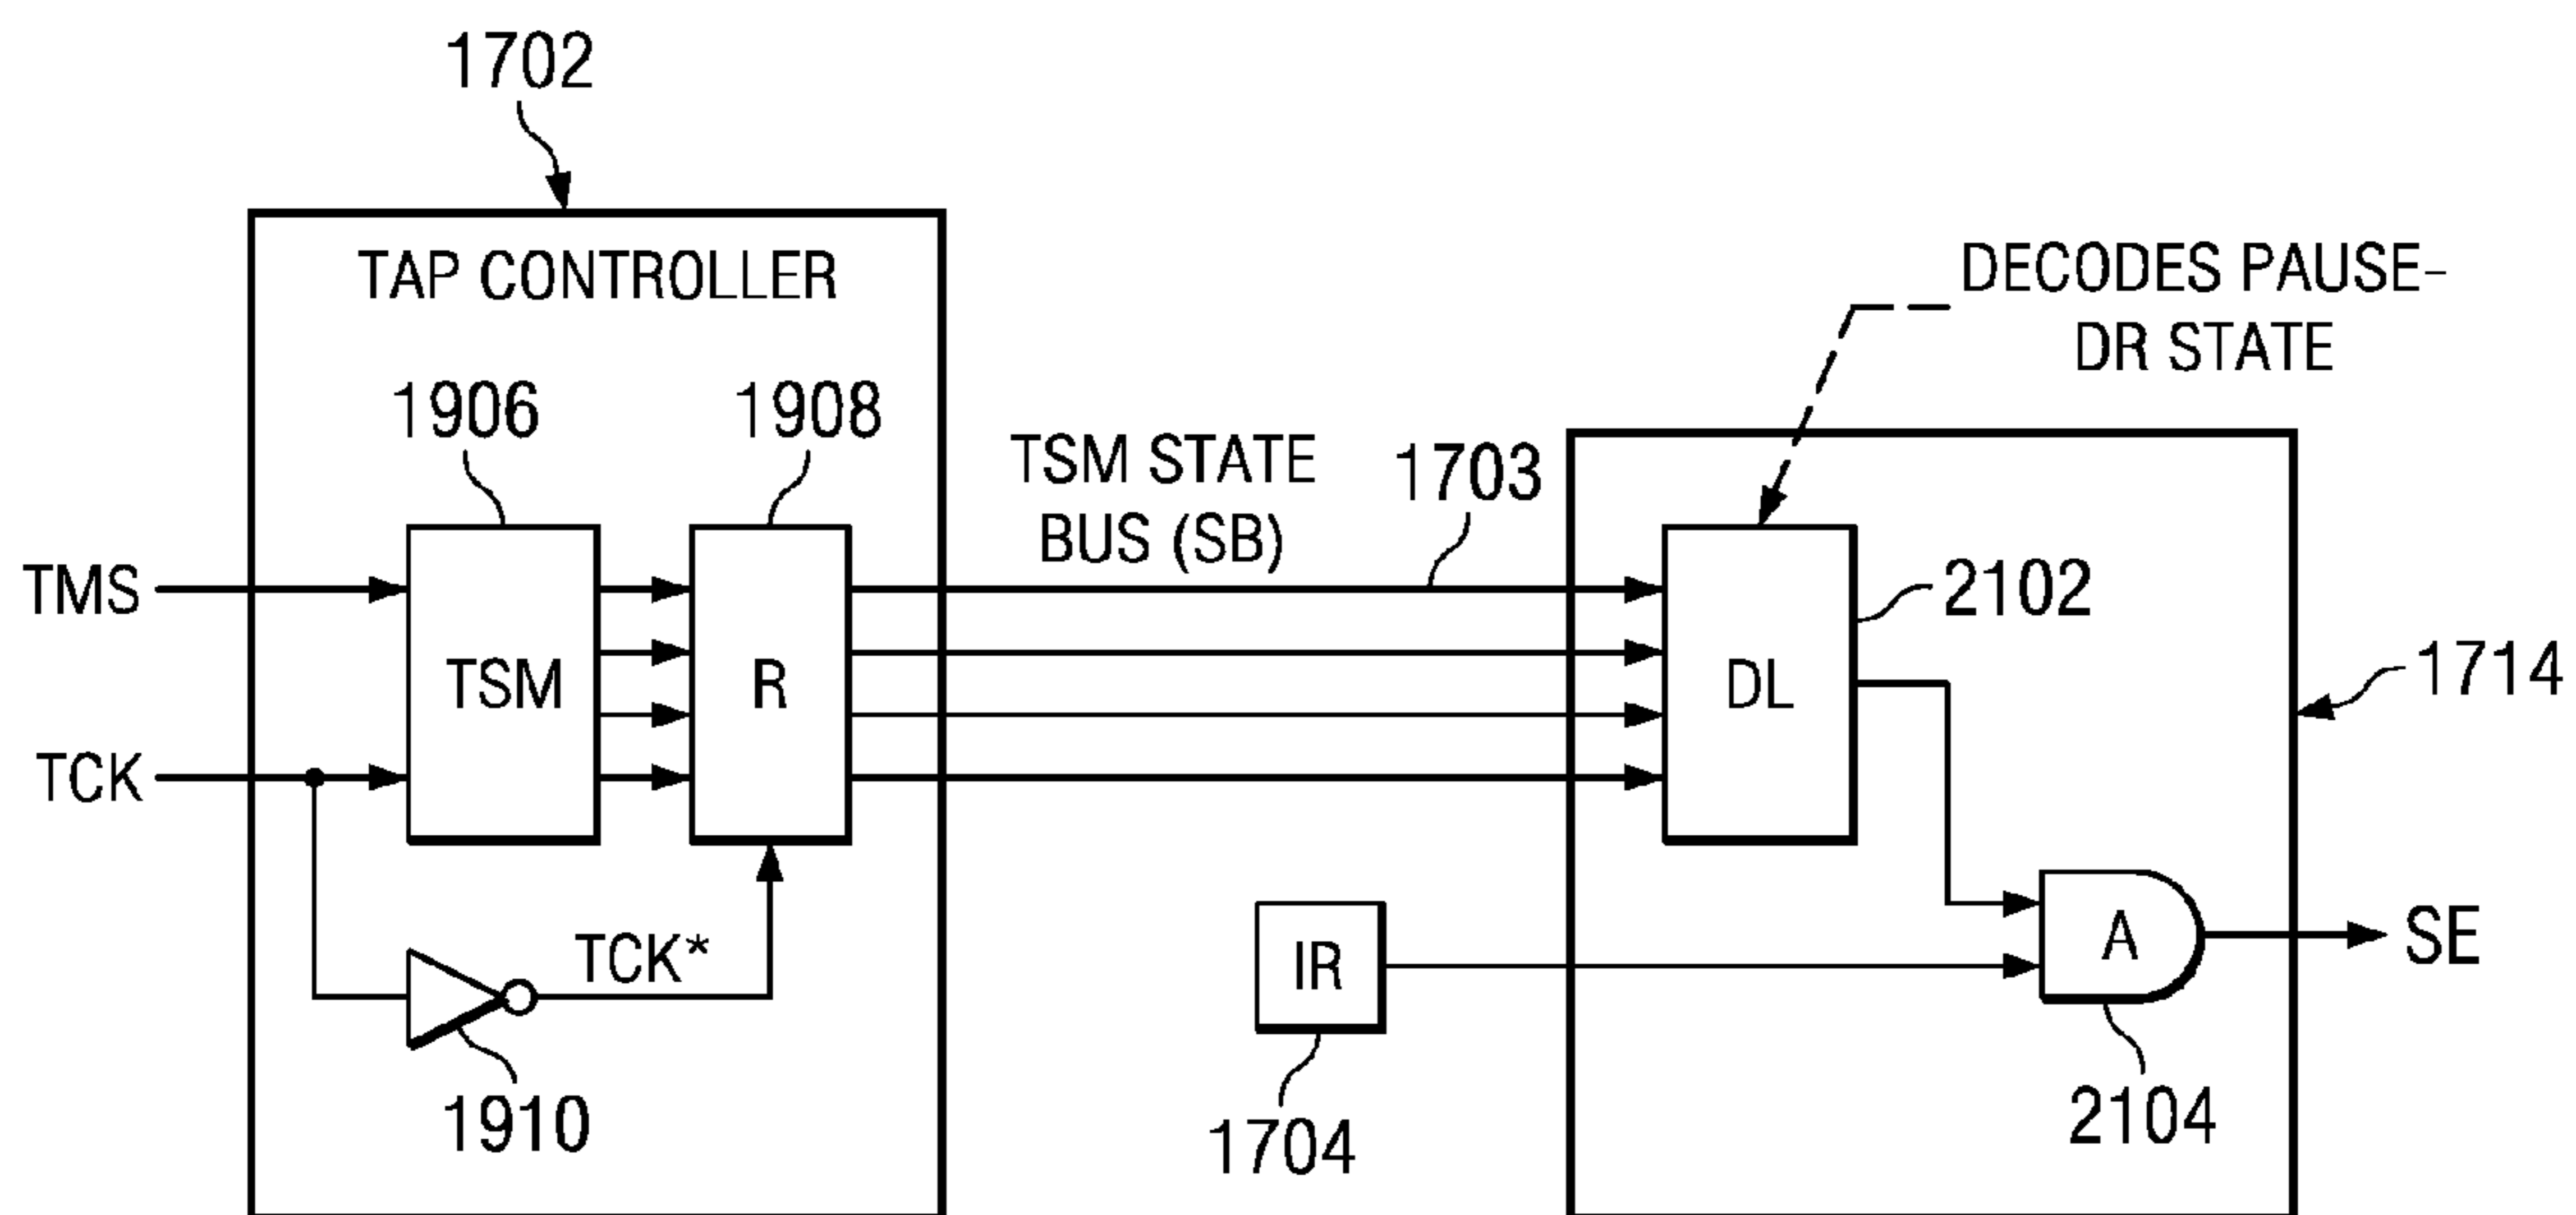 1702
TAP CONTROLLER
DECODES PAUSE-
DR STATE
1906
1908
TSM STATE
BUS (SB)
1703
TMS
TSM
R
DL
2102
1714
TCK
TCK*
IR
A
SE
1910
1704
2104